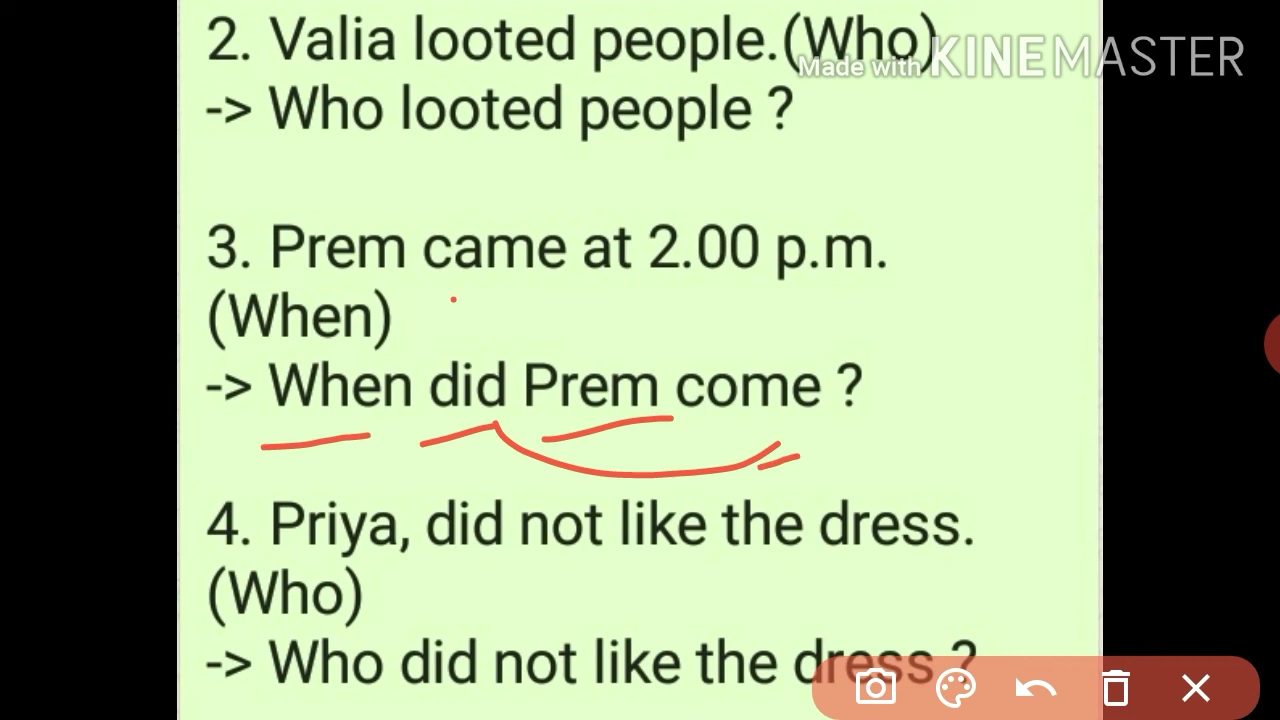 2. Valia looted people.(Who)
Made with KINEMASTER
-> Who looted people ?
3. Prem came at 2.00 p.m.
(When)
-> When did Prem come ?
4. Priya, did not like the dress.
(Who)
-> Who did not like the dress ?